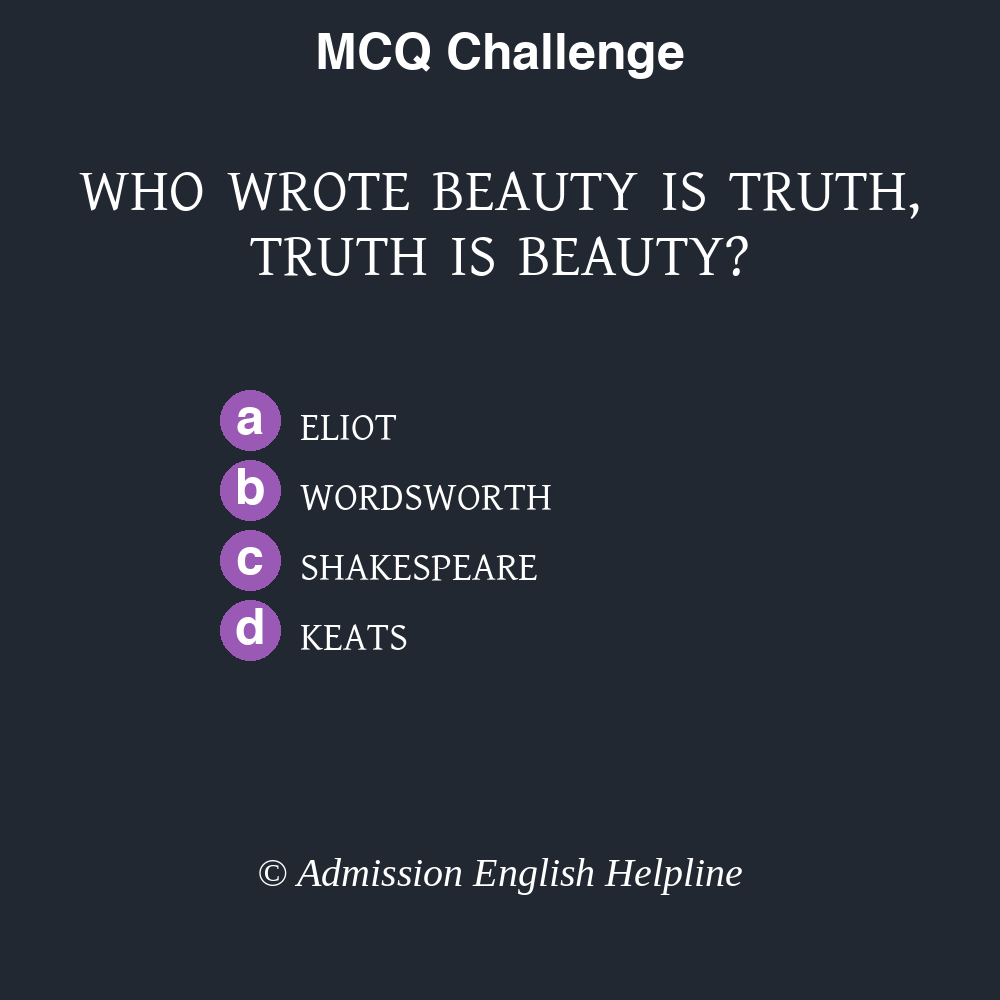 MCQ Challenge
WHO WROTE BEAUTY IS TRUTH,
TRUTH IS BEAUTY?
a ELIOT
b WORDSWORTH
c SHAKESPEARE
d KEATS
© Admission English Helpline